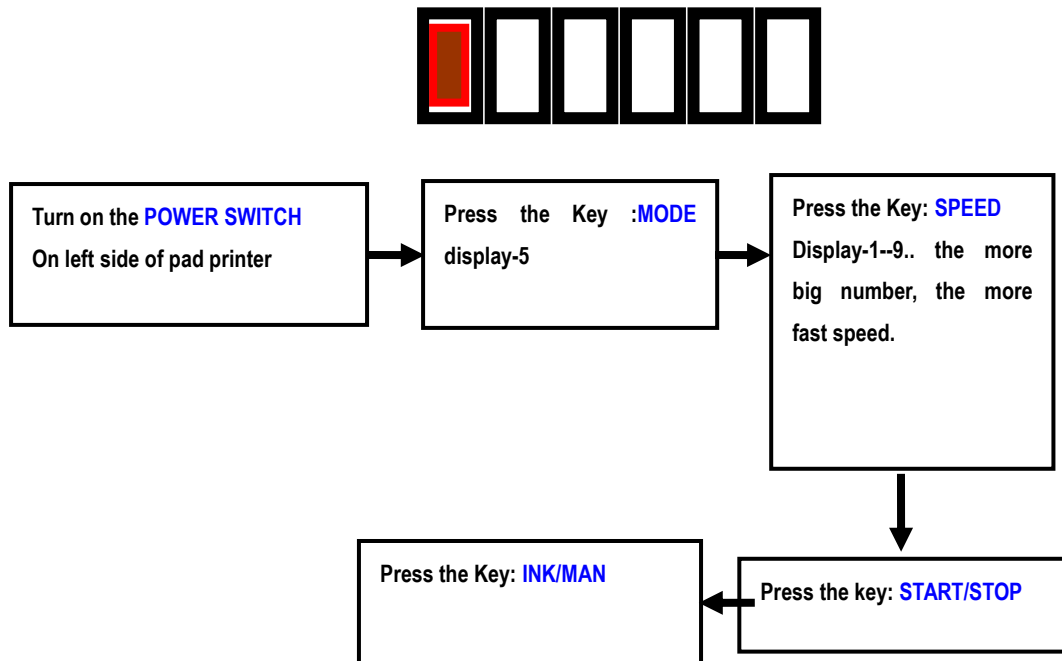 Turn on the POWER SWITCH
On left side of pad printer
Press the Key :MODE
display-5
Press the Key: SPEED
Display-1--9.. the more
big number, the more
fast speed.
Press the key: START/STOP
Press the Key: INK/MAN